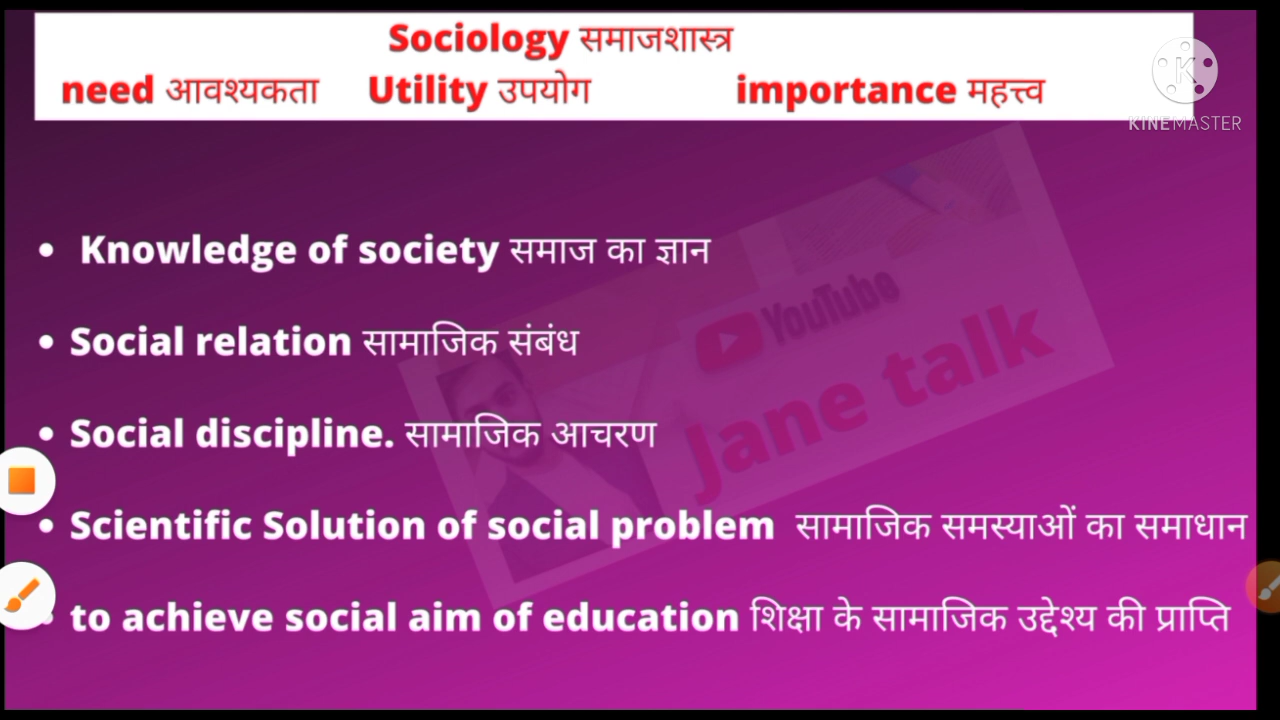 Sociology समाजशास्त्र
need आवश्यकता Utility उपयोग importance महत्त्व
K
KINEMASTER
• Knowledge of society समाज का ज्ञान
• Social relation सामाजिक संबंध
• Social discipline. सामाजिक आचरण
• Scientific Solution of social problem सामाजिक समस्याओं का समाधान
• to achieve social aim of education शिक्षा के सामाजिक उद्देश्य की प्राप्ति
YouTube
Jane talk